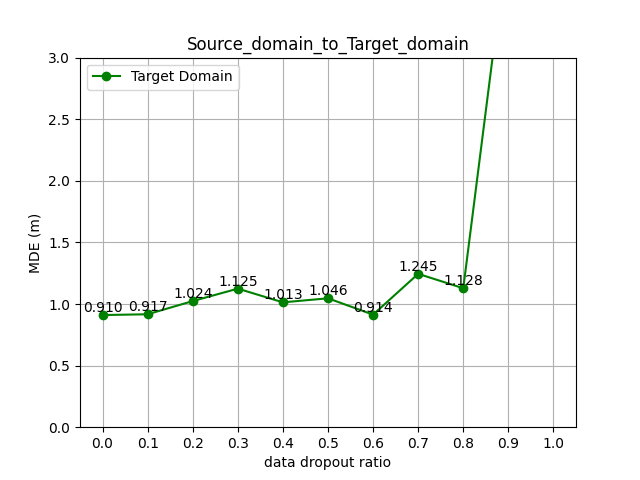 Source_domain_to_Target_domain
Target Domain
MDE (m)
3.0
2.5
2.0
1.5
1.0
0.5
0.0
0.910 0.917 1.024 1.125 1.013 1.046 0.914 1.245 1.128
0.0 0.1 0.2 0.3 0.4 0.5 0.6 0.7 0.8 0.9 1.0
data dropout ratio